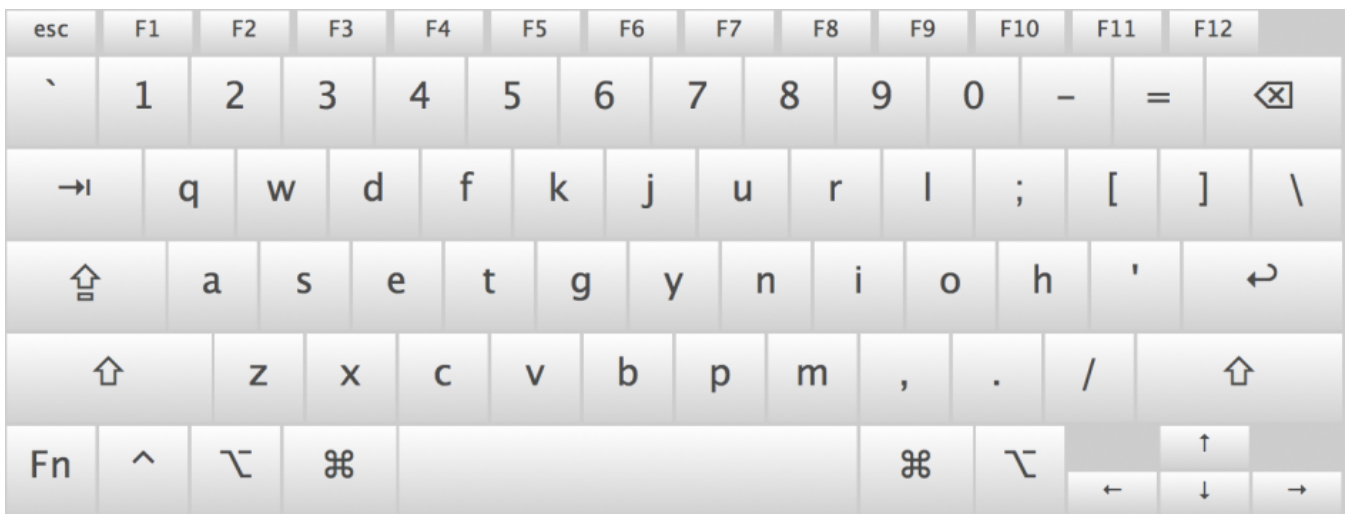 esc F1 F2 F3 F4 F5 F6 F7 F8 F9 F10 F11 F12
` 1 2 3 4 5 6 7 8 9 0 - = ⌫
⇥ q w d f k j u r l ; [ ] \
⇪ a s e t g y n i o h ' ↩
⇧ z x c v b p m , . / ⇧
Fn ^ ⌥ ⌘ ⌘ ⌥ ↑
← ↓ →